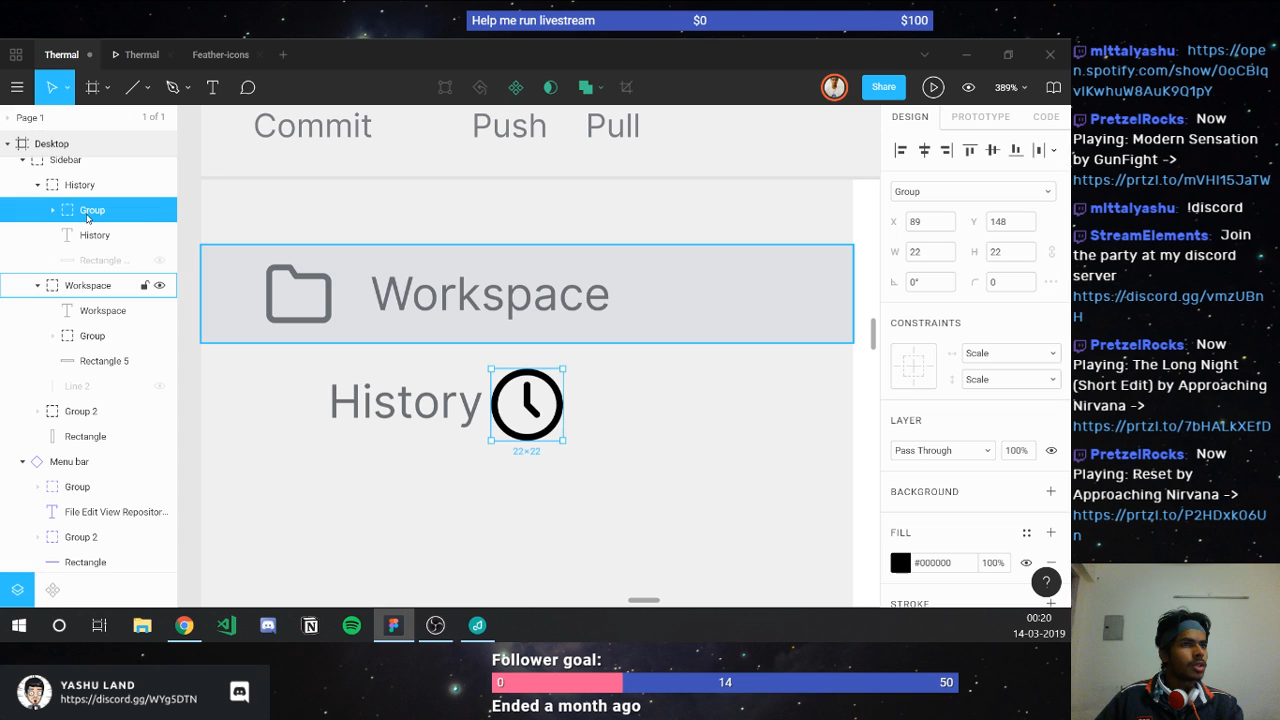 Help me run livestream $0 $100
Thermal
Thermal
Feather-icons
Share
389%
Page 1
1 of 1
Desktop
Sidebar
History
Group
History
Rectangle ...
Workspace
Workspace
Group
Rectangle 5
Line 2
Group 2
Rectangle
Menu bar
Group
File Edit View Repositor...
Group 2
Rectangle
Commit Push Pull
Workspace
History
22×22
DESIGN PROTOTYPE CODE
Group
X 89 Y 148
W 22 H 22
0° 0
CONSTRAINTS
Scale
Scale
LAYER
Pass Through 100%
BACKGROUND
FILL
#000000 100%
STROKE
?
00:20
14-03-2019
mittalyashu: https://ope
n.spotify.com/show/0oCBlq
vIKwhuW8AuK9Q1pY
PretzelRocks: Now
Playing: Modern Sensation
by GunFight ->
https://prtzl.to/mVHI15JaTW
mittalyashu: !discord
StreamElements: Join
the party at my discord
server
https://discord.gg/vmzUBn
H
PretzelRocks: Now
Playing: The Long Night
(Short Edit) by Approaching
Nirvana ->
https://prtzl.to/7bHALkXEfD
PretzelRocks: Now
Playing: Reset by
Approaching Nirvana ->
https://prtzl.to/P2HDxk06U
n
YASHU LAND
https://discord.gg/WYg5DTN
Follower goal:
0 14 50
Ended a month ago